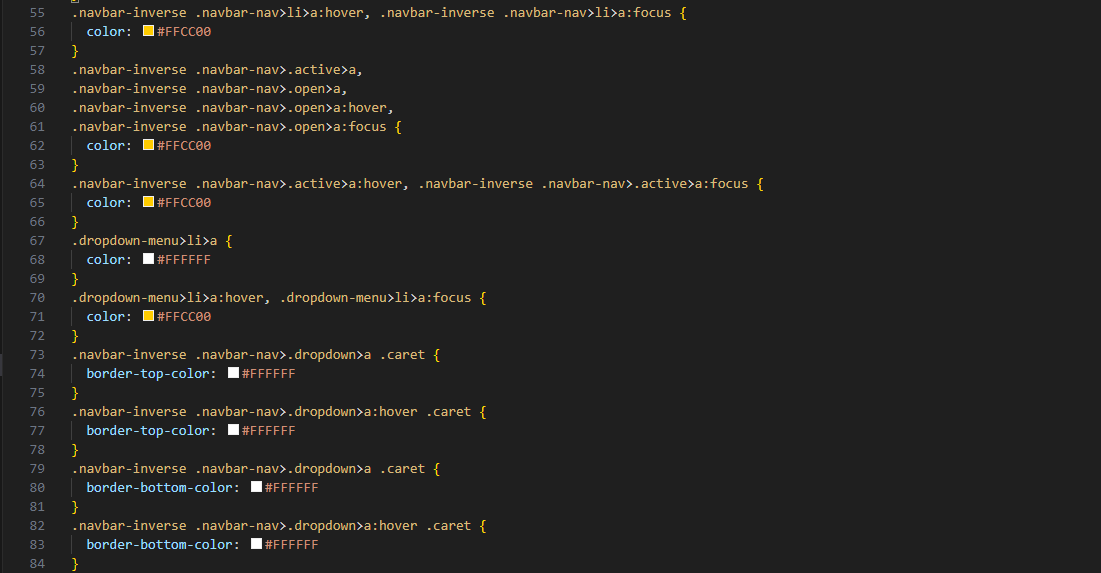 55 .navbar-inverse .navbar-nav>li>a:hover, .navbar-inverse .navbar-nav>li>a:focus {
56 color: #FFCC00
57 }
58 .navbar-inverse .navbar-nav>.active>a,
59 .navbar-inverse .navbar-nav>.open>a,
60 .navbar-inverse .navbar-nav>.open>a:hover,
61 .navbar-inverse .navbar-nav>.open>a:focus {
62 color: #FFCC00
63 }
64 .navbar-inverse .navbar-nav>.active>a:hover, .navbar-inverse .navbar-nav>.active>a:focus {
65 color: #FFCC00
66 }
67 .dropdown-menu>li>a {
68 color: #FFFFFF
69 }
70 .dropdown-menu>li>a:hover, .dropdown-menu>li>a:focus {
71 color: #FFCC00
72 }
73 .navbar-inverse .navbar-nav>.dropdown>a .caret {
74 border-top-color: #FFFFFF
75 }
76 .navbar-inverse .navbar-nav>.dropdown>a:hover .caret {
77 border-top-color: #FFFFFF
78 }
79 .navbar-inverse .navbar-nav>.dropdown>a .caret {
80 border-bottom-color: #FFFFFF
81 }
82 .navbar-inverse .navbar-nav>.dropdown>a:hover .caret {
83 border-bottom-color: #FFFFFF
84 }